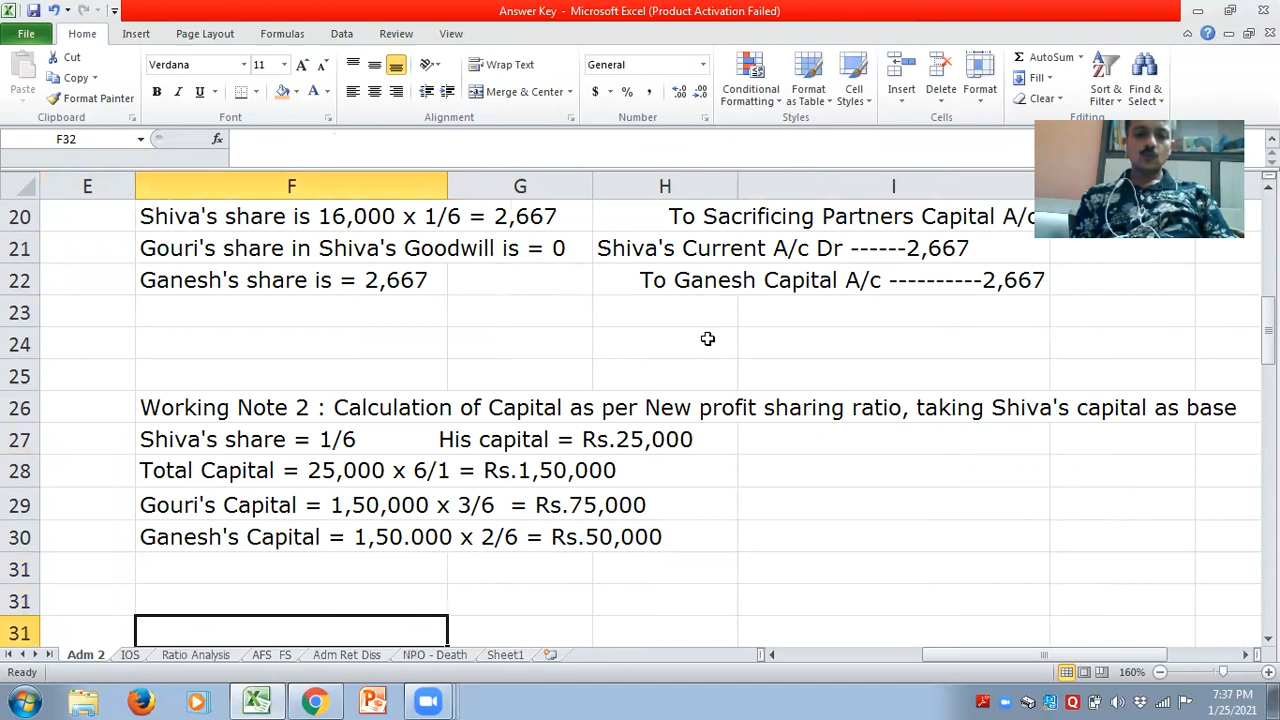 Answer Key - Microsoft Excel (Product Activation Failed)
File Home Insert Page Layout Formulas Data Review View
Cut
Copy
Format Painter
Paste
Clipboard
Verdana 11
B I U
Font
Wrap Text
Merge & Center
Alignment
General
$ % ,
Number
Conditional Formatting
Format as Table
Cell Styles
Styles
Insert Delete Format
Cells
Σ AutoSum
Fill
Clear
Sort & Filter
Find & Select
Editing
F32 fx
E F G H I
20 Shiva's share is 16,000 x 1/6 = 2,667 To Sacrificing Partners Capital A/c
21 Gouri's share in Shiva's Goodwill is = 0 Shiva's Current A/c Dr ------2,667
22 Ganesh's share is = 2,667 To Ganesh Capital A/c ----------2,667
23
24
25
26 Working Note 2 : Calculation of Capital as per New profit sharing ratio, taking Shiva's capital as base
27 Shiva's share = 1/6 His capital = Rs.25,000
28 Total Capital = 25,000 x 6/1 = Rs.1,50,000
29 Gouri's Capital = 1,50,000 x 3/6 = Rs.75,000
30 Ganesh's Capital = 1,50.000 x 2/6 = Rs.50,000
31
31
31
Adm 2 IOS Ratio Analysis AFS FS Adm Ret Diss NPO - Death Sheet1
Ready 160%
7:37 PM
1/25/2021